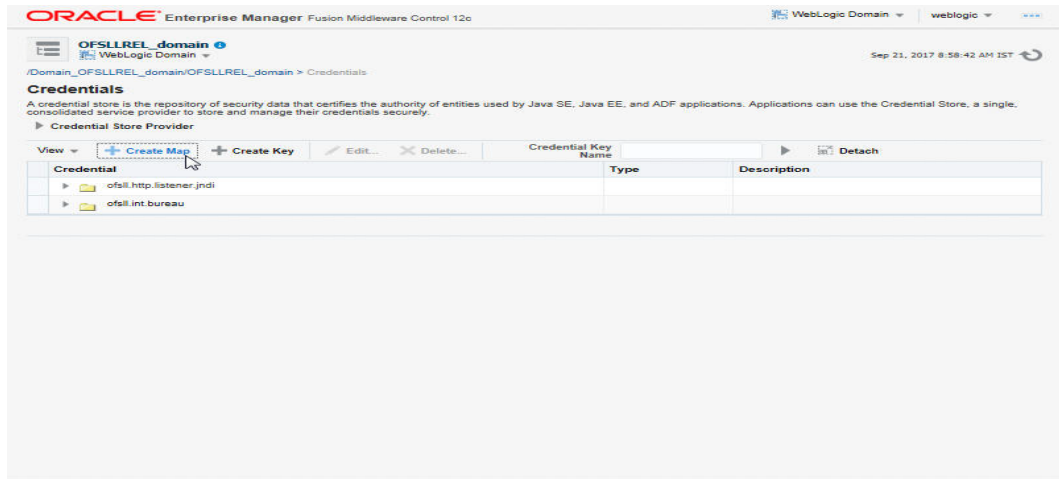 ORACLE Enterprise Manager Fusion Middleware Control 12c
WebLogic Domain
weblogic
OFSLLREL_domain
WebLogic Domain
Sep 21, 2017 8:58:42 AM IST
/Domain_OFSLLREL_domain/OFSLLREL_domain > Credentials
Credentials
A credential store is the repository of security data that certifies the authority of entities used by Java SE, Java EE, and ADF applications. Applications can use the Credential Store, a single,
consolidated service provider to store and manage their credentials securely.
Credential Store Provider
View Create Map Create Key Edit... Delete... Credential Key
Name Detach
Credential Type Description
ofsll.http.listener.jndi
ofsll.int.bureau